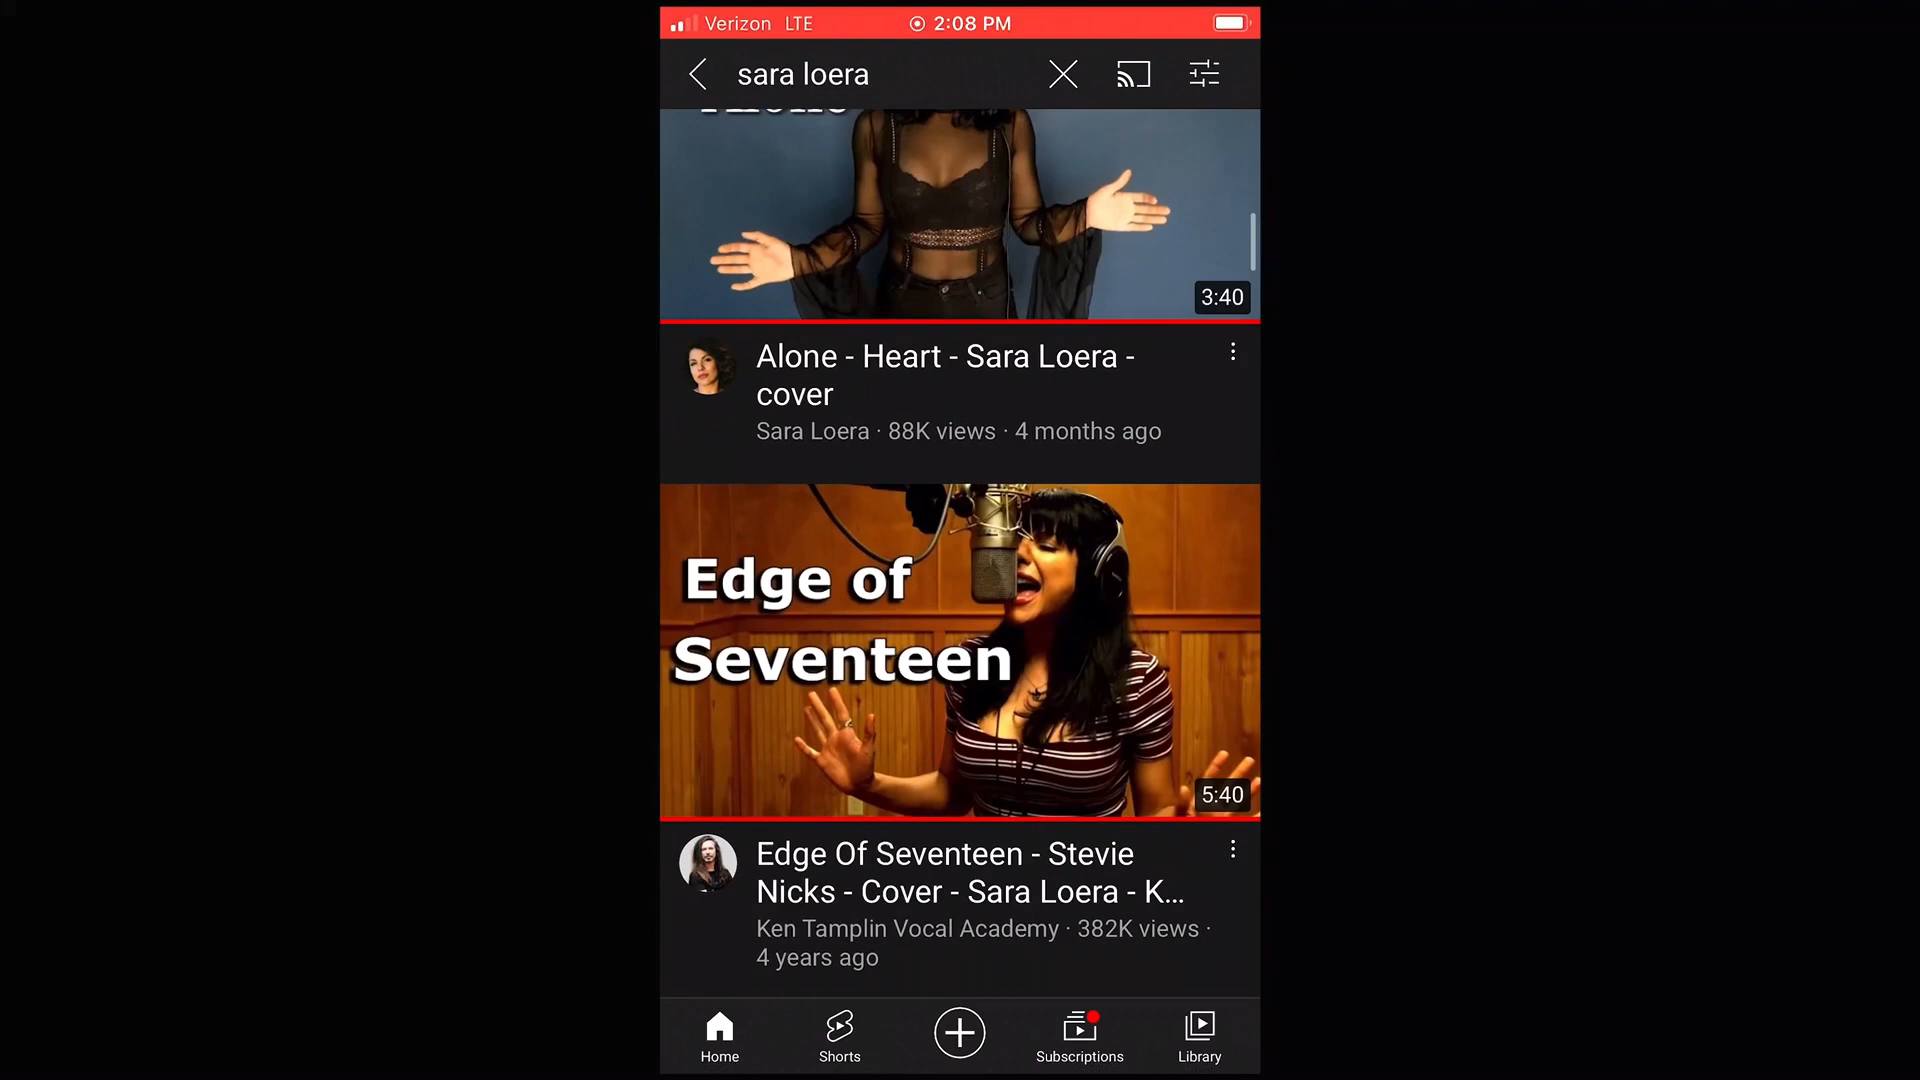 Verizon LTE 2:08 PM
sara loera
3:40
Alone - Heart - Sara Loera -
cover
Sara Loera · 88K views · 4 months ago
Edge of
Seventeen
5:40
Edge Of Seventeen - Stevie
Nicks - Cover - Sara Loera - K...
Ken Tamplin Vocal Academy · 382K views ·
4 years ago
Home Shorts Subscriptions Library